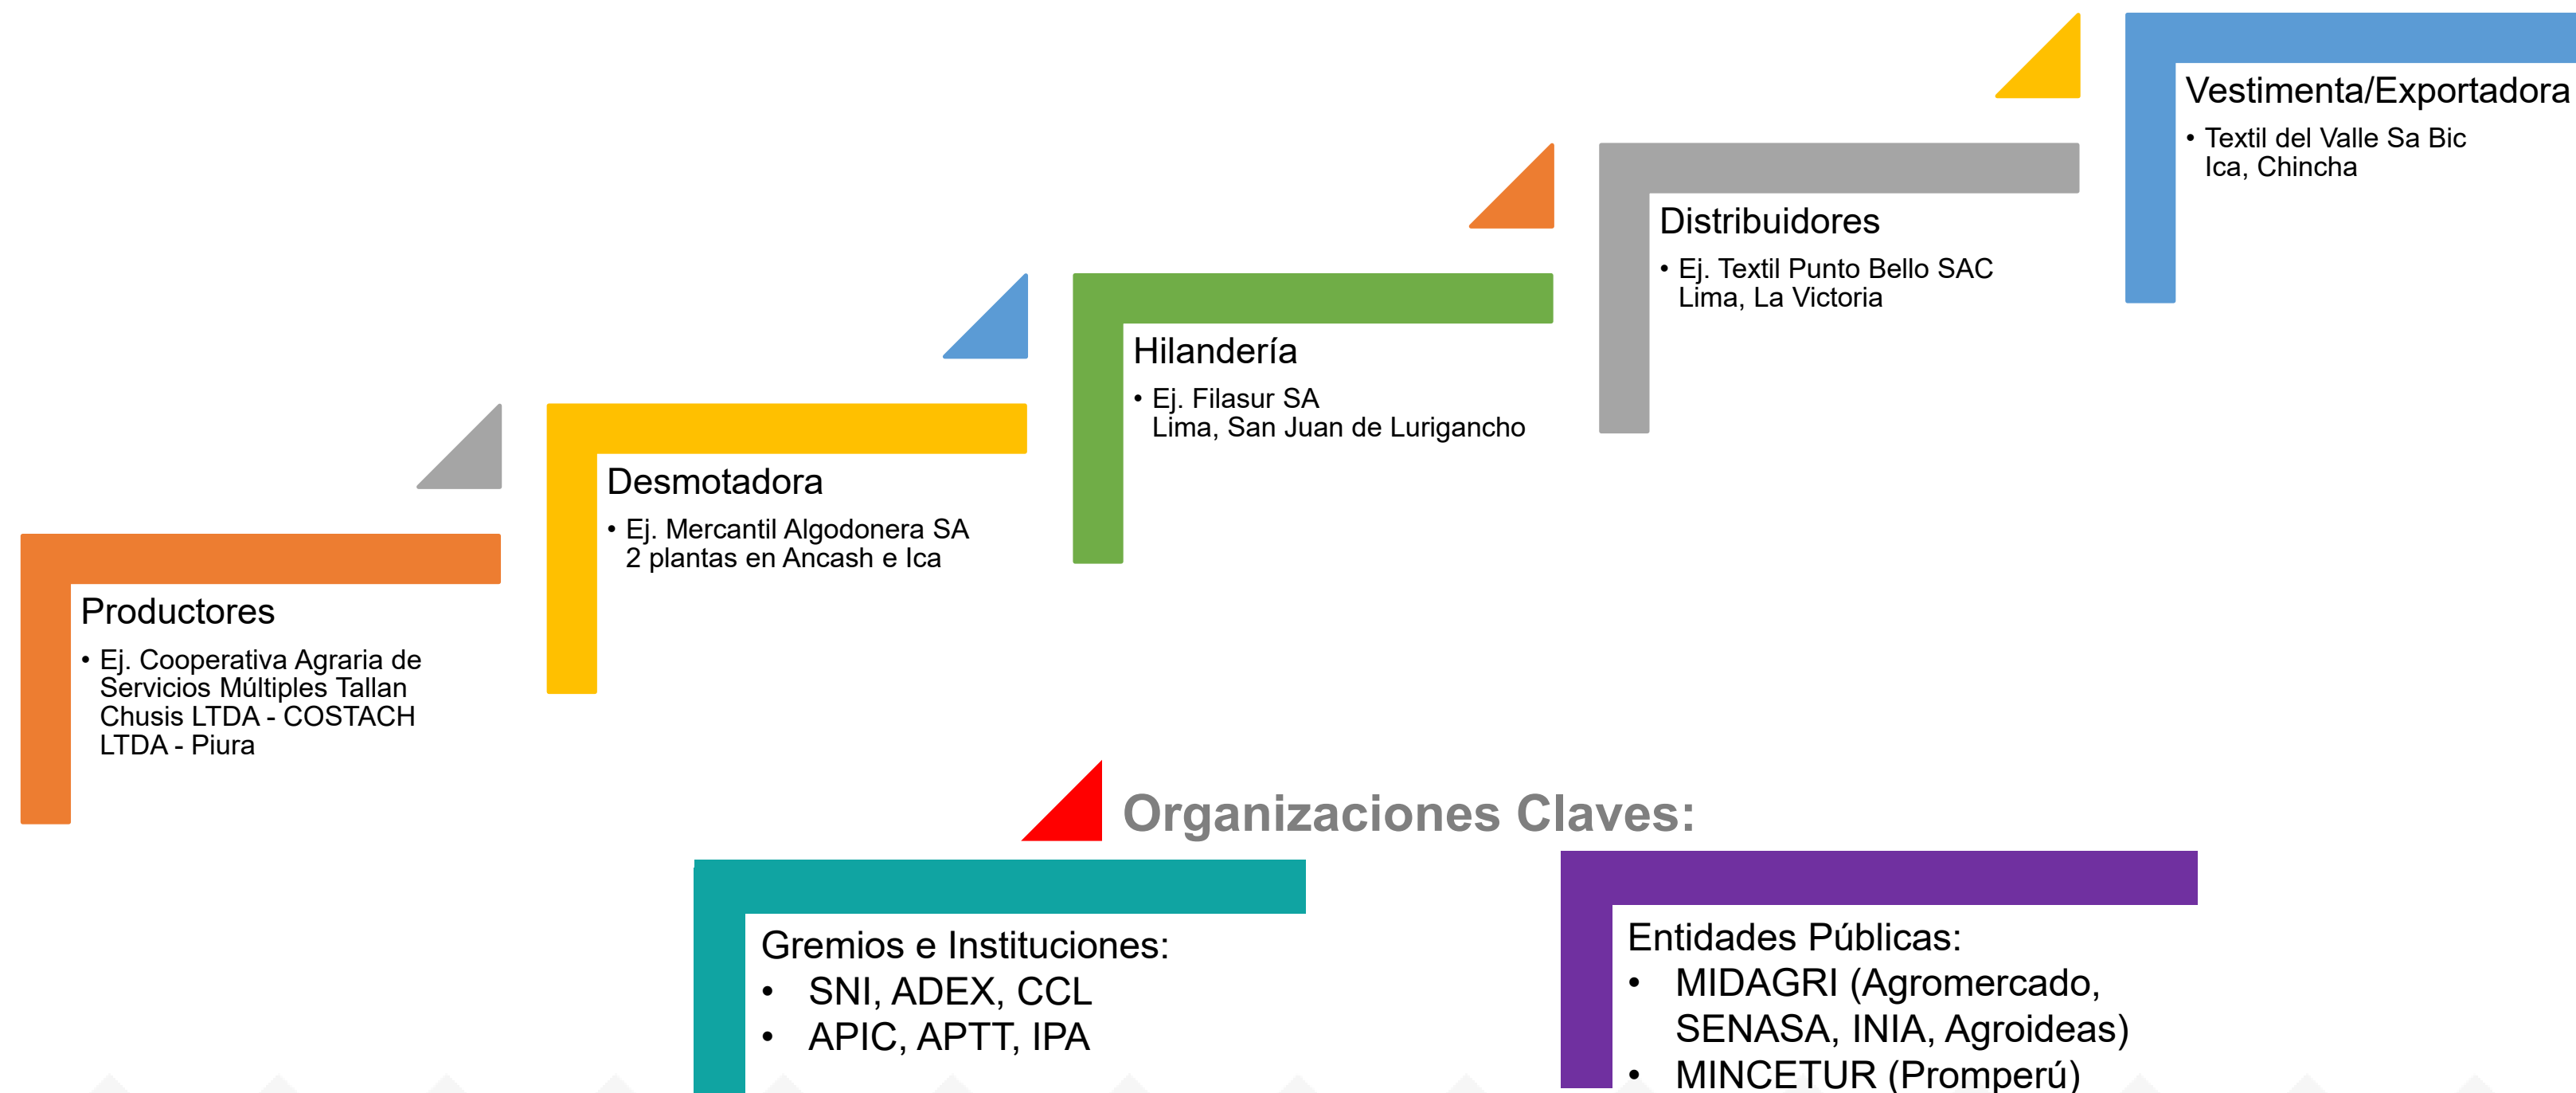 Vestimenta/Exportadora
• Textil del Valle Sa Bic
Ica, Chincha
Distribuidores
• Ej. Textil Punto Bello SAC
Lima, La Victoria
Hilandería
• Ej. Filasur SA
Lima, San Juan de Lurigancho
Desmotadora
• Ej. Mercantil Algodonera SA
2 plantas en Ancash e Ica
Productores
• Ej. Cooperativa Agraria de
Servicios Múltiples Tallan
Chusis LTDA - COSTACH
LTDA - Piura
Organizaciones Claves:
Gremios e Instituciones:
• SNI, ADEX, CCL
• APIC, APTT, IPA
Entidades Públicas:
• MIDAGRI (Agromercado,
SENASA, INIA, Agroideas)
• MINCETUR (Promperú)